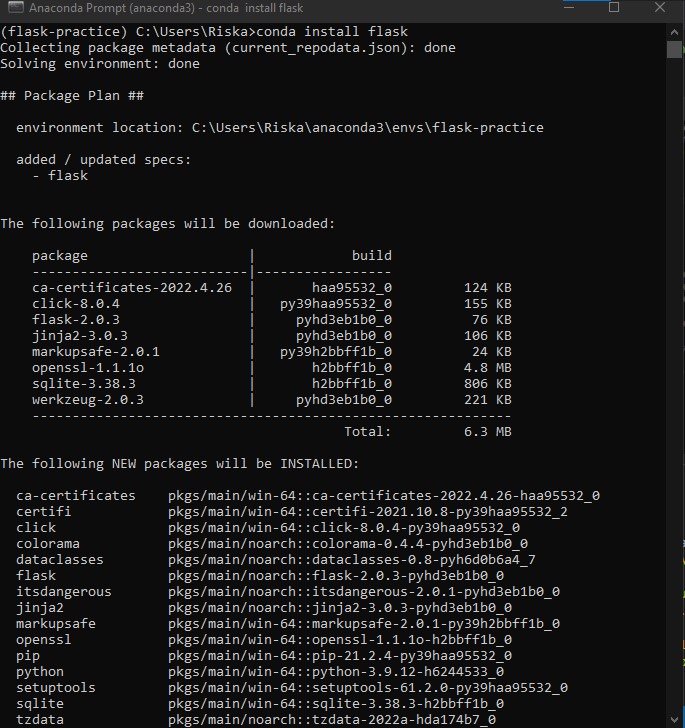 Anaconda Prompt (anaconda3) - conda install flask
(flask-practice) C:\Users\Riska>conda install flask
Collecting package metadata (current_repodata.json): done
Solving environment: done
## Package Plan ##
environment location: C:\Users\Riska\anaconda3\envs\flask-practice
added / updated specs:
- flask
The following packages will be downloaded:
package | build
---------------------------|-----------------
ca-certificates-2022.4.26 | haa95532_0 124 KB
click-8.0.4 | py39haa95532_0 155 KB
flask-2.0.3 | pyhd3eb1b0_0 76 KB
jinja2-3.0.3 | pyhd3eb1b0_0 106 KB
markupsafe-2.0.1 | py39h2bbff1b_0 24 KB
openssl-1.1.1o | h2bbff1b_0 4.8 MB
sqlite-3.38.3 | h2bbff1b_0 806 KB
werkzeug-2.0.3 | pyhd3eb1b0_0 221 KB
------------------------------------------------------------
Total: 6.3 MB
The following NEW packages will be INSTALLED:
ca-certificates pkgs/main/win-64::ca-certificates-2022.4.26-haa95532_0
certifi pkgs/main/win-64::certifi-2021.10.8-py39haa95532_2
click pkgs/main/win-64::click-8.0.4-py39haa95532_0
colorama pkgs/main/noarch::colorama-0.4.4-pyhd3eb1b0_0
dataclasses pkgs/main/noarch::dataclasses-0.8-pyh6d0b6a4_7
flask pkgs/main/noarch::flask-2.0.3-pyhd3eb1b0_0
itsdangerous pkgs/main/noarch::itsdangerous-2.0.1-pyhd3eb1b0_0
jinja2 pkgs/main/noarch::jinja2-3.0.3-pyhd3eb1b0_0
markupsafe pkgs/main/win-64::markupsafe-2.0.1-py39h2bbff1b_0
openssl pkgs/main/win-64::openssl-1.1.1o-h2bbff1b_0
pip pkgs/main/win-64::pip-21.2.4-py39haa95532_0
python pkgs/main/win-64::python-3.9.12-h6244533_0
setuptools pkgs/main/win-64::setuptools-61.2.0-py39haa95532_0
sqlite pkgs/main/win-64::sqlite-3.38.3-h2bbff1b_0
tzdata pkgs/main/noarch::tzdata-2022a-hda174b7_0